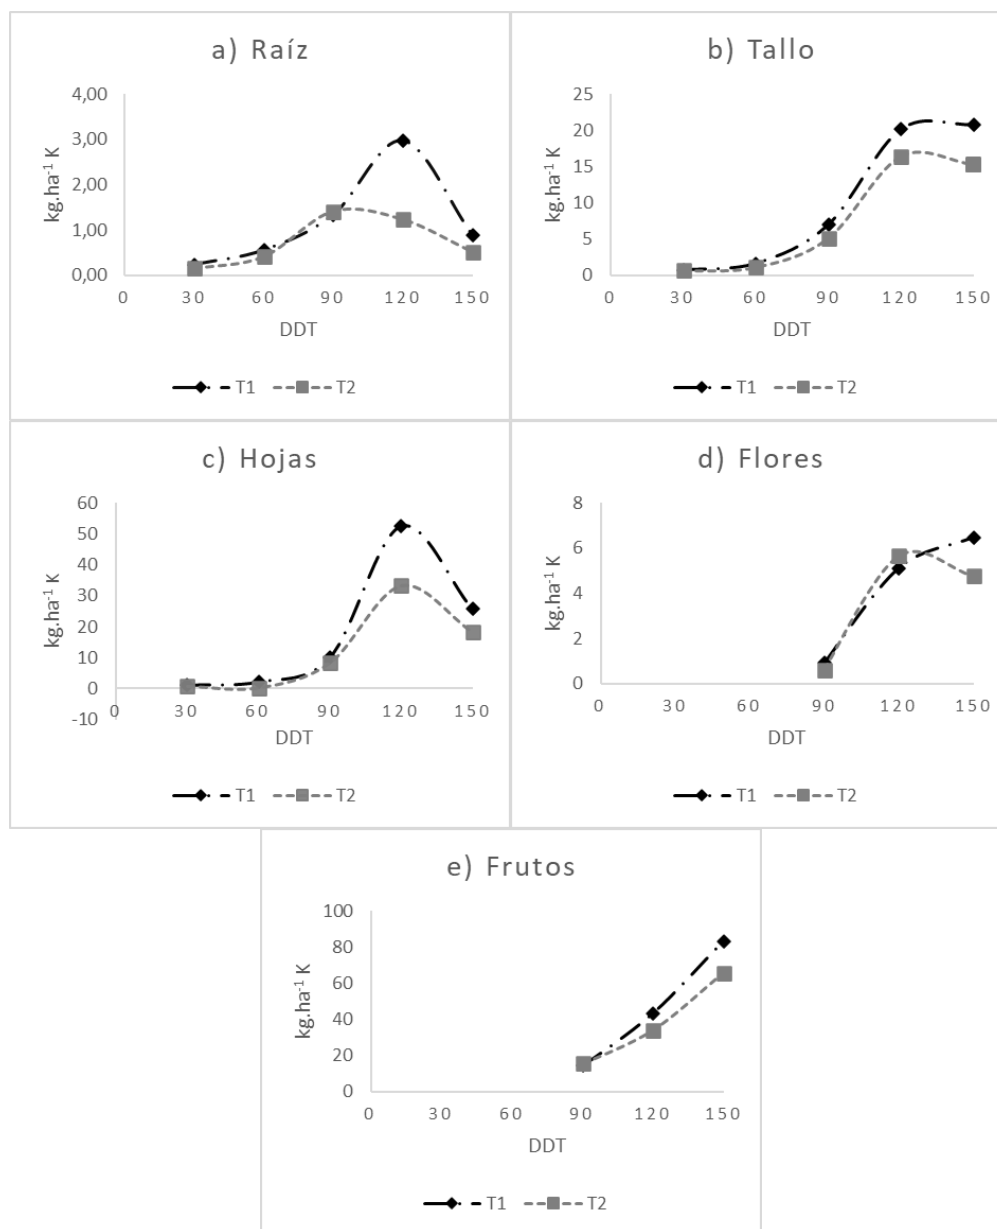 a) Raíz
4,00
3,00
2,00
1,00
0,00
kg.ha⁻¹ K
0 30 60 90 120 150
DDT
T1 T2
b) Tallo
25
20
15
10
5
0
kg.ha⁻¹ K
0 30 60 90 120 150
DDT
T1 T2
c) Hojas
60
50
40
30
20
10
0
-10
kg.ha⁻¹ K
0 30 60 90 120 150
DDT
T1 T2
d) Flores
8
6
4
2
0
kg.ha⁻¹ K
0 30 60 90 120 150
DDT
T1 T2
e) Frutos
100
80
60
40
20
0
kg.ha⁻¹ K
0 30 60 90 120 150
DDT
T1 T2